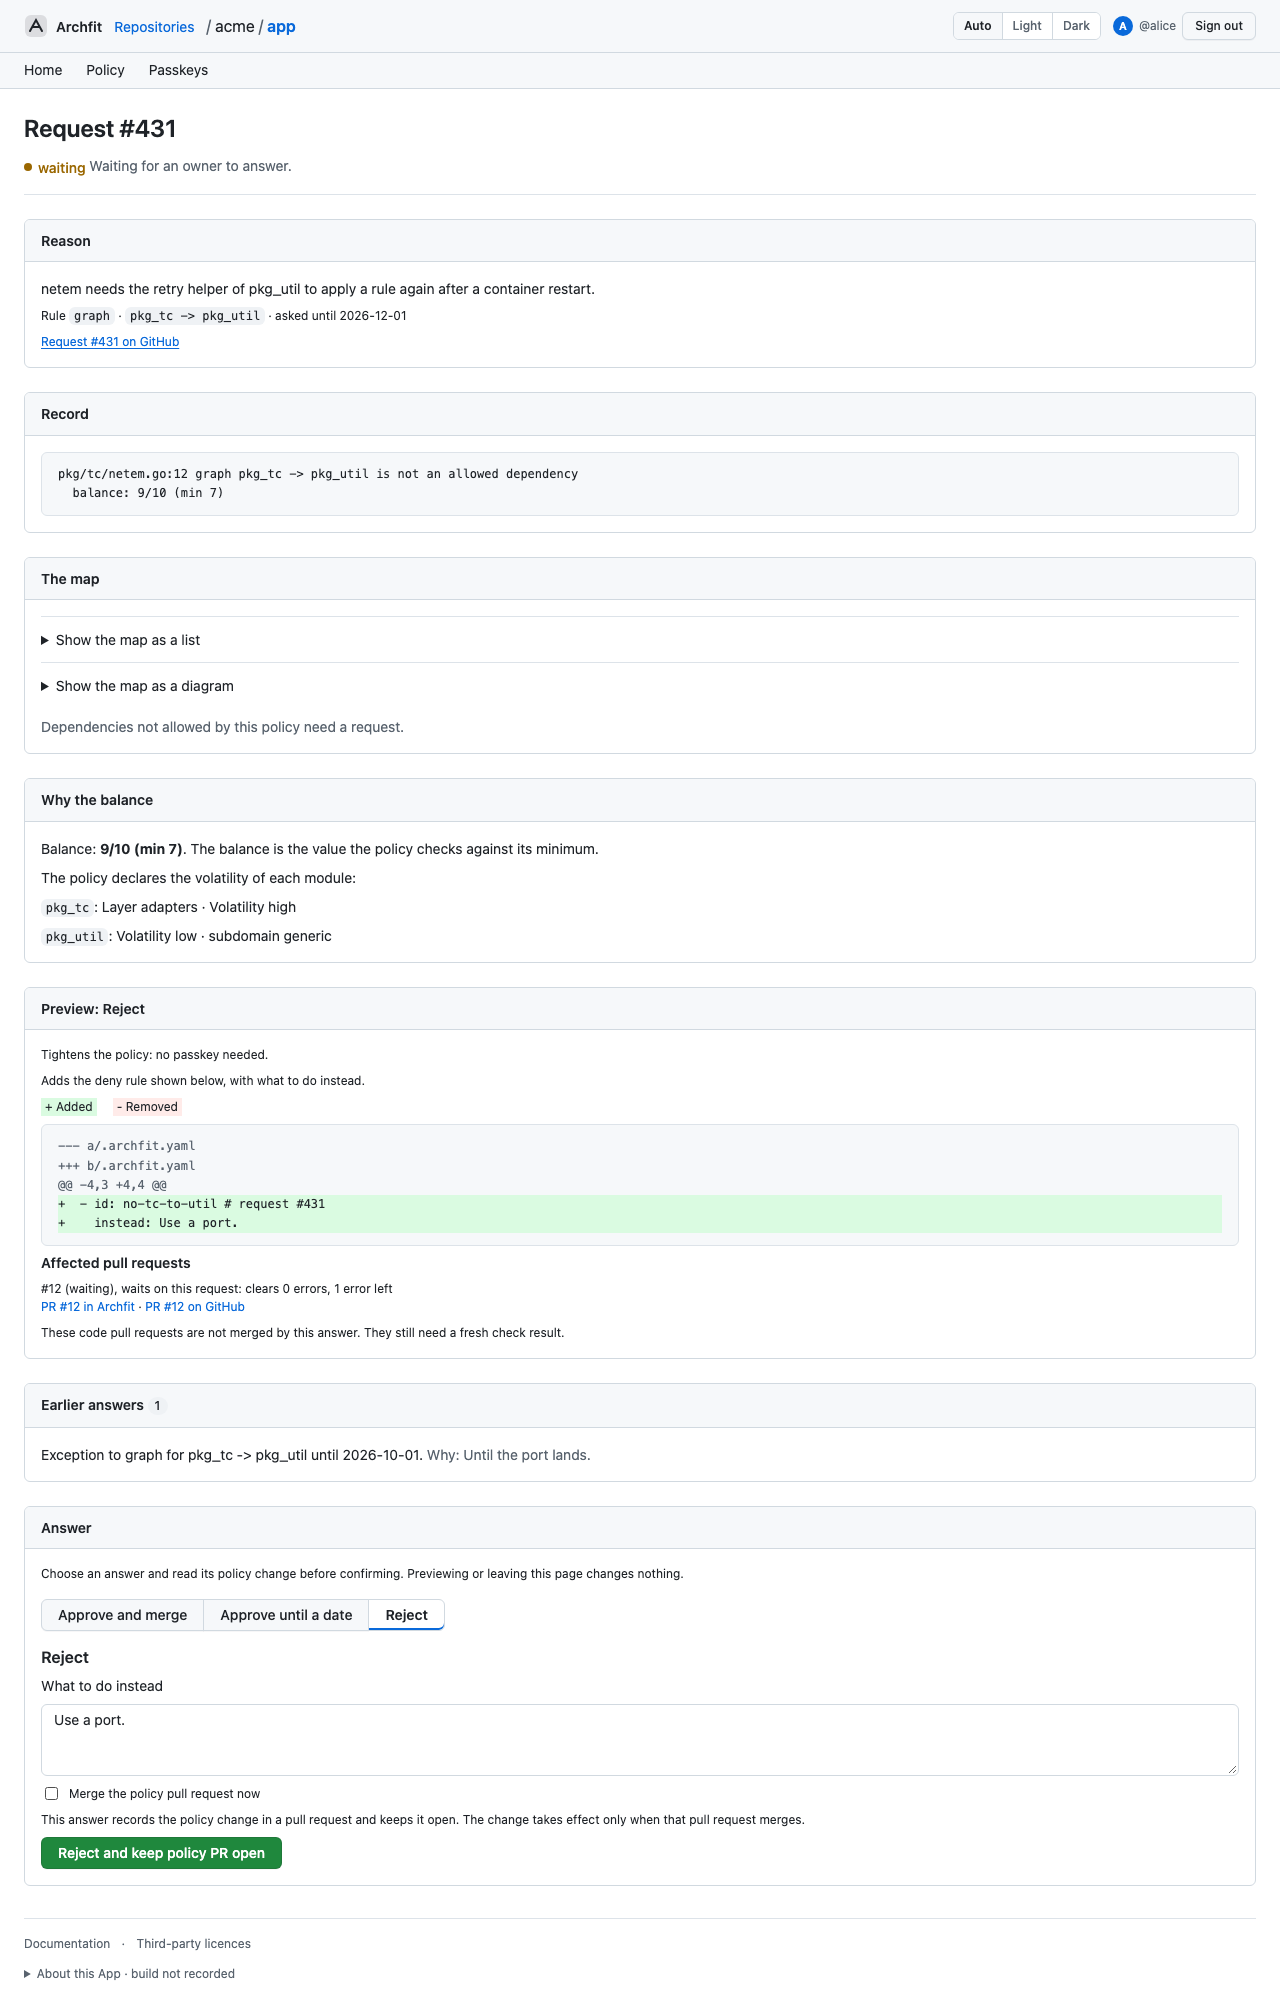 Archfit Repositories / acme / app
Auto Light Dark A @alice Sign out
Home Policy Passkeys
Request #431
waiting Waiting for an owner to answer.
Reason
netem needs the retry helper of pkg_util to apply a rule again after a container restart.
Rule graph · pkg_tc -> pkg_util · asked until 2026-12-01
Request #431 on GitHub
Record
pkg/tc/netem.go:12 graph pkg_tc -> pkg_util is not an allowed dependency
balance: 9/10 (min 7)
The map
Show the map as a list
Show the map as a diagram
Dependencies not allowed by this policy need a request.
Why the balance
Balance: 9/10 (min 7). The balance is the value the policy checks against its minimum.
The policy declares the volatility of each module:
pkg_tc: Layer adapters · Volatility high
pkg_util: Volatility low · subdomain generic
Preview: Reject
Tightens the policy: no passkey needed.
Adds the deny rule shown below, with what to do instead.
+ Added - Removed
--- a/.archfit.yaml
+++ b/.archfit.yaml
@@ -4,3 +4,4 @@
+  - id: no-tc-to-util # request #431
+    instead: Use a port.
Affected pull requests
#12 (waiting), waits on this request: clears 0 errors, 1 error left
PR #12 in Archfit · PR #12 on GitHub
These code pull requests are not merged by this answer. They still need a fresh check result.
Earlier answers 1
Exception to graph for pkg_tc -> pkg_util until 2026-10-01. Why: Until the port lands.
Answer
Choose an answer and read its policy change before confirming. Previewing or leaving this page changes nothing.
Approve and merge Approve until a date Reject
Reject
What to do instead
Use a port.
Merge the policy pull request now
This answer records the policy change in a pull request and keeps it open. The change takes effect only when that pull request merges.
Reject and keep policy PR open
Documentation · Third-party licences
About this App · build not recorded